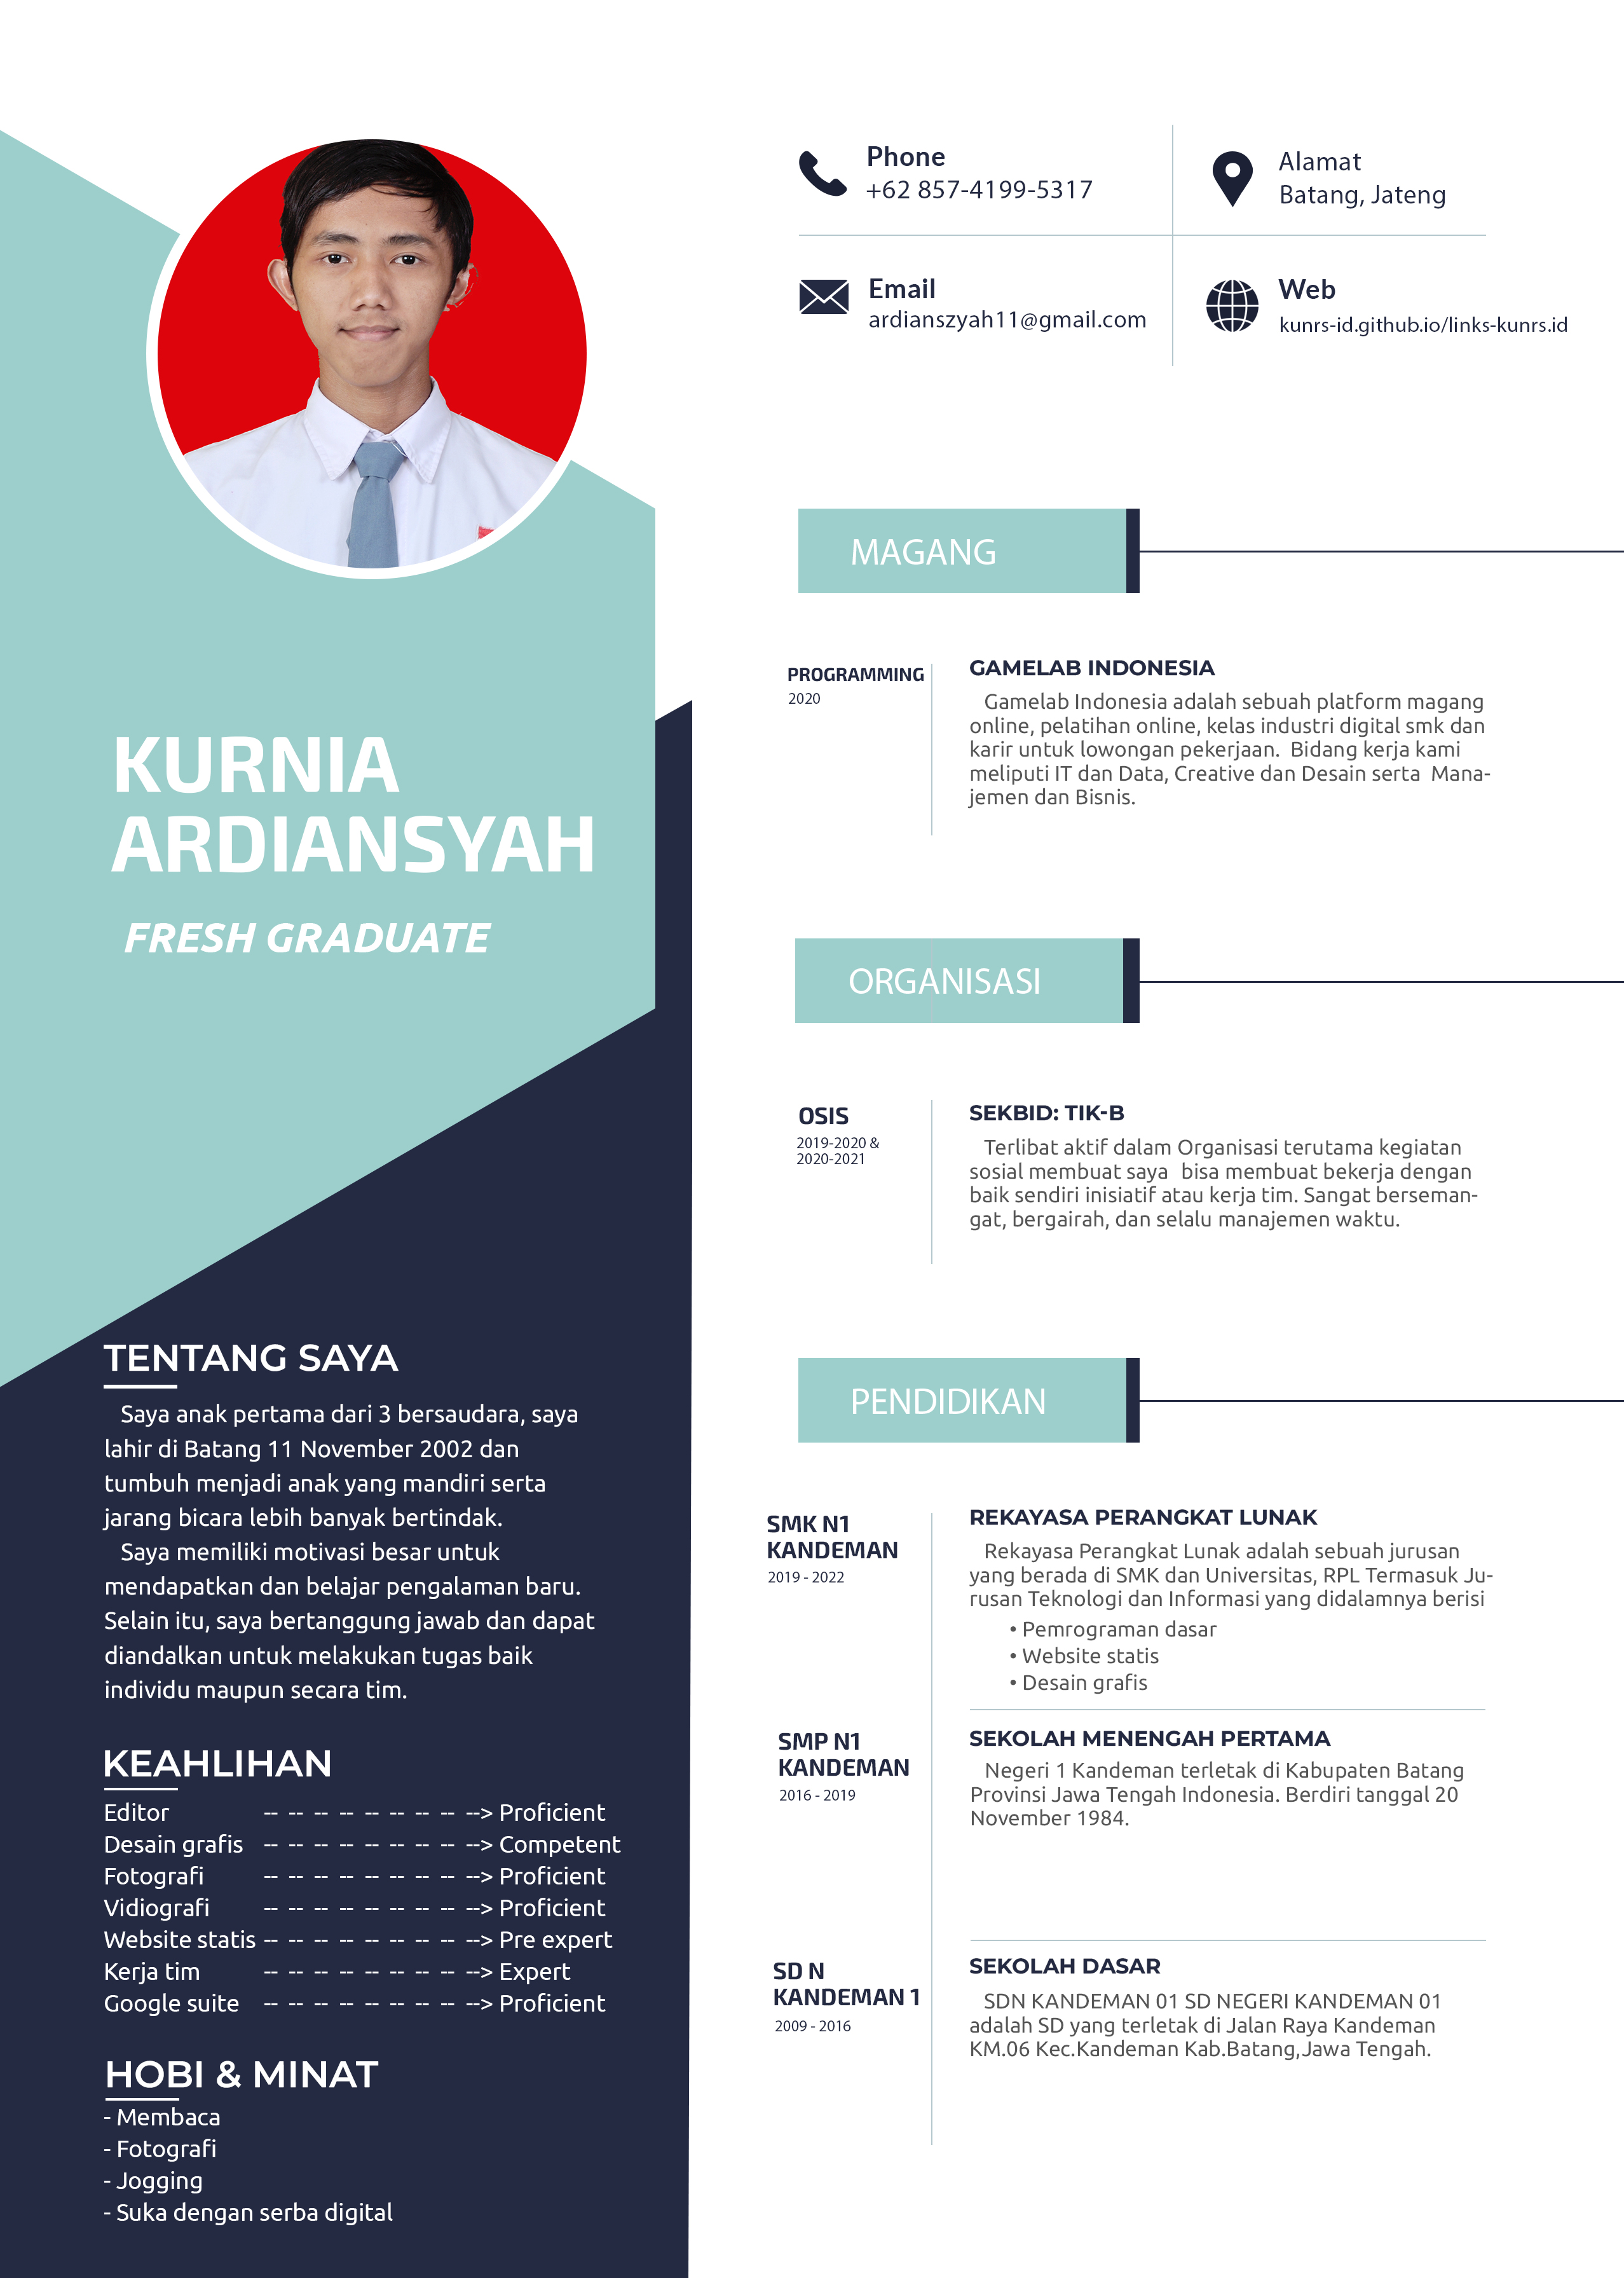 KURNIA
ARDIANSYAH
FRESH GRADUATE
TENTANG SAYA
Saya anak pertama dari 3 bersaudara, saya
lahir di Batang 11 November 2002 dan
tumbuh menjadi anak yang mandiri serta
jarang bicara lebih banyak bertindak.
Saya memiliki motivasi besar untuk
mendapatkan dan belajar pengalaman baru.
Selain itu, saya bertanggung jawab dan dapat
diandalkan untuk melakukan tugas baik
individu maupun secara tim.
KEAHLIHAN
Editor -- -- -- -- -- -- -- -- --> Proficient
Desain grafis -- -- -- -- -- -- -- -- --> Competent
Fotografi -- -- -- -- -- -- -- -- --> Proficient
Vidiografi -- -- -- -- -- -- -- -- --> Proficient
Website statis -- -- -- -- -- -- -- -- --> Pre expert
Kerja tim -- -- -- -- -- -- -- -- --> Expert
Google suite -- -- -- -- -- -- -- -- --> Proficient
HOBI & MINAT
- Membaca
- Fotografi
- Jogging
- Suka dengan serba digital
Phone
+62 857-4199-5317
Alamat
Batang, Jateng
Email
ardianszyah11@gmail.com
Web
kunrs-id.github.io/links-kunrs.id
MAGANG
PROGRAMMING
2020
GAMELAB INDONESIA
Gamelab Indonesia adalah sebuah platform magang
online, pelatihan online, kelas industri digital smk dan
karir untuk lowongan pekerjaan. Bidang kerja kami
meliputi IT dan Data, Creative dan Desain serta Mana-
jemen dan Bisnis.
ORGANISASI
OSIS
2019-2020 &
2020-2021
SEKBID: TIK-B
Terlibat aktif dalam Organisasi terutama kegiatan
sosial membuat saya bisa membuat bekerja dengan
baik sendiri inisiatif atau kerja tim. Sangat berseman-
gat, bergairah, dan selalu manajemen waktu.
PENDIDIKAN
SMK N1
KANDEMAN
2019 - 2022
REKAYASA PERANGKAT LUNAK
Rekayasa Perangkat Lunak adalah sebuah jurusan
yang berada di SMK dan Universitas, RPL Termasuk Ju-
rusan Teknologi dan Informasi yang didalamnya berisi
• Pemrograman dasar
• Website statis
• Desain grafis
SMP N1
KANDEMAN
2016 - 2019
SEKOLAH MENENGAH PERTAMA
Negeri 1 Kandeman terletak di Kabupaten Batang
Provinsi Jawa Tengah Indonesia. Berdiri tanggal 20
November 1984.
SD N
KANDEMAN 1
2009 - 2016
SEKOLAH DASAR
SDN KANDEMAN 01 SD NEGERI KANDEMAN 01
adalah SD yang terletak di Jalan Raya Kandeman
KM.06 Kec.Kandeman Kab.Batang,Jawa Tengah.